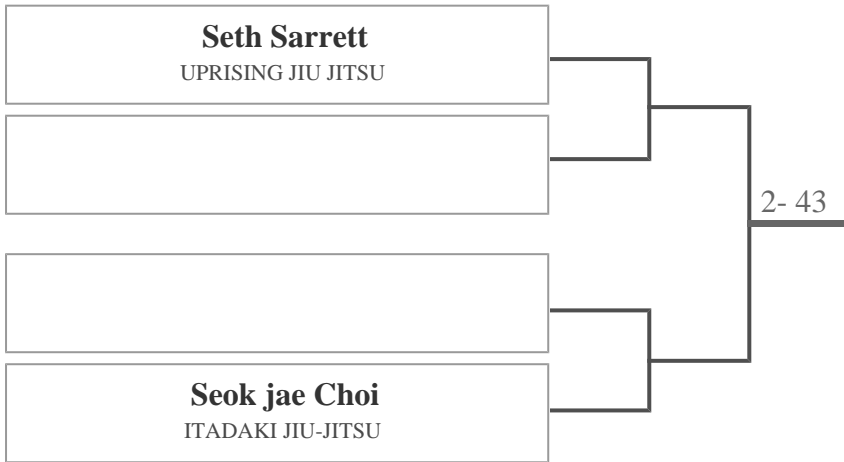 Seth Sarrett
UPRISING JIU JITSU
2- 43
Seok jae Choi
ITADAKI JIU-JITSU